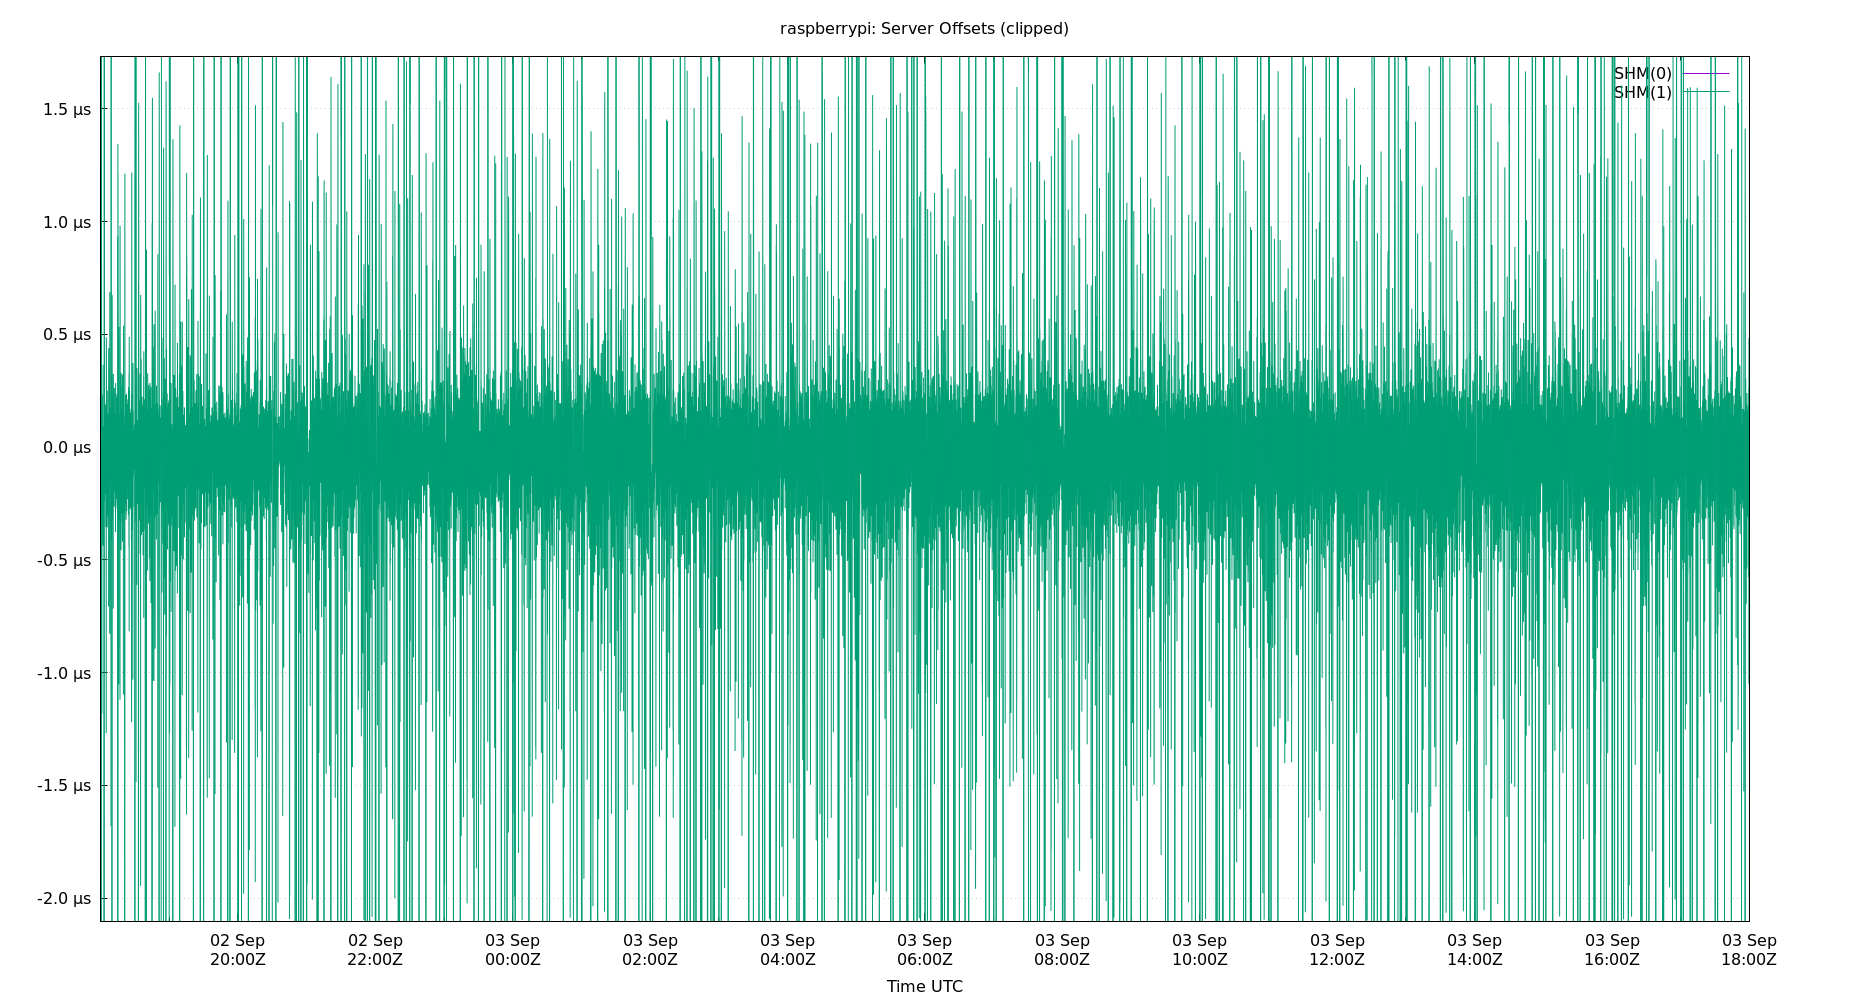 raspberrypi: Server Offsets (clipped)
SHM(0)
SHM(1)
1.5 µs
1.0 µs
0.5 µs
0.0 µs
-0.5 µs
-1.0 µs
-1.5 µs
-2.0 µs
02 Sep 02 Sep 03 Sep 03 Sep 03 Sep 03 Sep 03 Sep 03 Sep 03 Sep 03 Sep 03 Sep 03 Sep
20:00Z 22:00Z 00:00Z 02:00Z 04:00Z 06:00Z 08:00Z 10:00Z 12:00Z 14:00Z 16:00Z 18:00Z
Time UTC